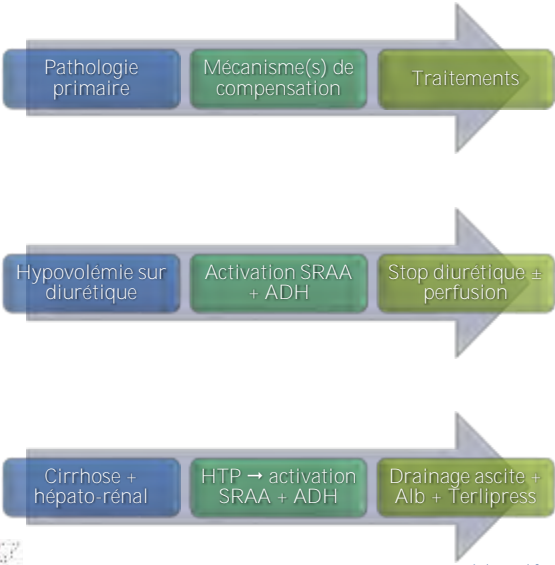 Pathologie
primaire
Mécanisme(s) de
compensation
Traitements
Hypovolémie sur
diurétique
Activation SRAA
+ ADH
Stop diurétique ±
perfusion
Cirrhose +
hépato-rénal
HTP → activation
SRAA + ADH
Drainage ascite +
Alb + Terlipress